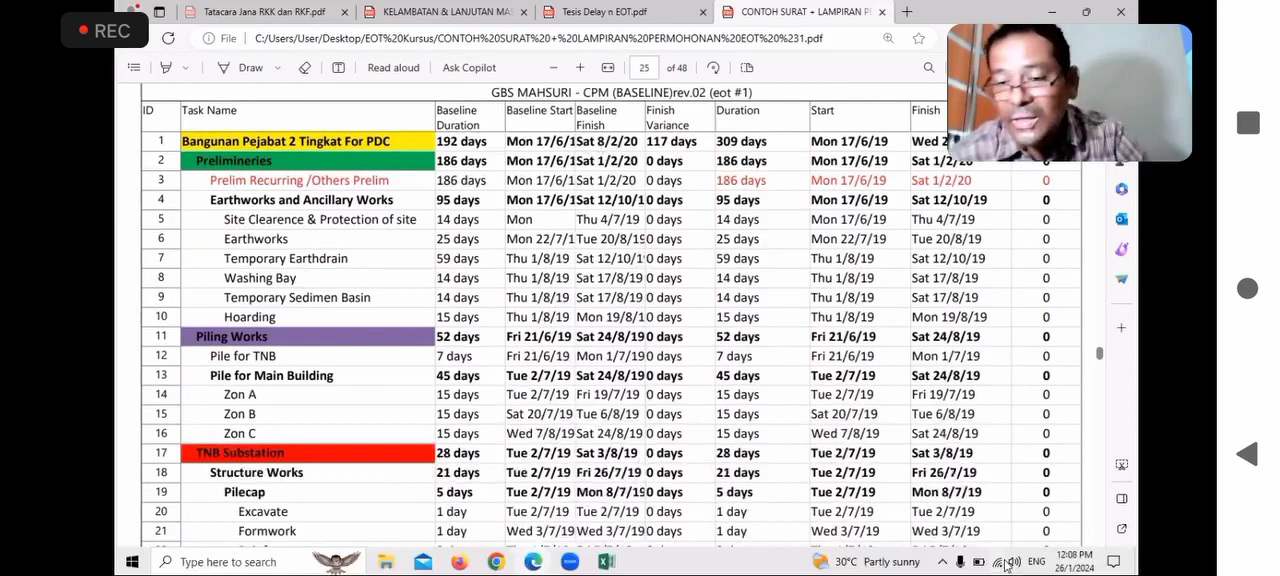 REC
Tatacara Jana RKK dan RKF.pdf
KELAMBATAN & LANJUTAN MAS
Tesis Delay n EOT.pdf
CONTOH SURAT + LAMPIRAN PE
File C:/Users/User/Desktop/EOT%20Kursus/CONTOH%20SURAT%20+%20LAMPIRAN%20PERMOHONAN%20EOT%20%231.pdf
Draw Read aloud Ask Copilot 25 of 48
GBS MAHSURI - CPM (BASELINE)rev.02 (eot #1)
ID Task Name Baseline Duration Baseline Start Baseline Finish Finish Variance Duration Start Finish
1 Bangunan Pejabat 2 Tingkat For PDC 192 days Mon 17/6/1 Sat 8/2/20 117 days 309 days Mon 17/6/19 Wed 2
2 Prelimineries 186 days Mon 17/6/1 Sat 1/2/20 0 days 186 days Mon 17/6/19 Sat 1/2/20
3 Prelim Recurring /Others Prelim 186 days Mon 17/6/1 Sat 1/2/20 0 days 186 days Mon 17/6/19 Sat 1/2/20 0
4 Earthworks and Ancillary Works 95 days Mon 17/6/1 Sat 12/10/1 0 days 95 days Mon 17/6/19 Sat 12/10/19 0
5 Site Clearence & Protection of site 14 days Mon Thu 4/7/19 0 days 14 days Mon 17/6/19 Thu 4/7/19 0
6 Earthworks 25 days Mon 22/7/1 Tue 20/8/19 0 days 25 days Mon 22/7/19 Tue 20/8/19 0
7 Temporary Earthdrain 59 days Thu 1/8/19 Sat 12/10/1 0 days 59 days Thu 1/8/19 Sat 12/10/19 0
8 Washing Bay 14 days Thu 1/8/19 Sat 17/8/19 0 days 14 days Thu 1/8/19 Sat 17/8/19 0
9 Temporary Sedimen Basin 14 days Thu 1/8/19 Sat 17/8/19 0 days 14 days Thu 1/8/19 Sat 17/8/19 0
10 Hoarding 15 days Thu 1/8/19 Mon 19/8/1 0 days 15 days Thu 1/8/19 Mon 19/8/19 0
11 Piling Works 52 days Fri 21/6/19 Sat 24/8/19 0 days 52 days Fri 21/6/19 Sat 24/8/19 0
12 Pile for TNB 7 days Fri 21/6/19 Mon 1/7/19 0 days 7 days Fri 21/6/19 Mon 1/7/19 0
13 Pile for Main Building 45 days Tue 2/7/19 Sat 24/8/19 0 days 45 days Tue 2/7/19 Sat 24/8/19 0
14 Zon A 15 days Tue 2/7/19 Fri 19/7/19 0 days 15 days Tue 2/7/19 Fri 19/7/19 0
15 Zon B 15 days Sat 20/7/19 Tue 6/8/19 0 days 15 days Sat 20/7/19 Tue 6/8/19 0
16 Zon C 15 days Wed 7/8/19 Sat 24/8/19 0 days 15 days Wed 7/8/19 Sat 24/8/19 0
17 TNB Substation 28 days Tue 2/7/19 Sat 3/8/19 0 days 28 days Tue 2/7/19 Sat 3/8/19 0
18 Structure Works 21 days Tue 2/7/19 Fri 26/7/19 0 days 21 days Tue 2/7/19 Fri 26/7/19 0
19 Pilecap 5 days Tue 2/7/19 Mon 8/7/19 0 days 5 days Tue 2/7/19 Mon 8/7/19 0
20 Excavate 1 day Tue 2/7/19 Tue 2/7/19 0 days 1 day Tue 2/7/19 Tue 2/7/19 0
21 Formwork 1 day Wed 3/7/19 Wed 3/7/19 0 days 1 day Wed 3/7/19 Wed 3/7/19 0
Type here to search 30°C Partly sunny ENG 12:08 PM
26/1/2024